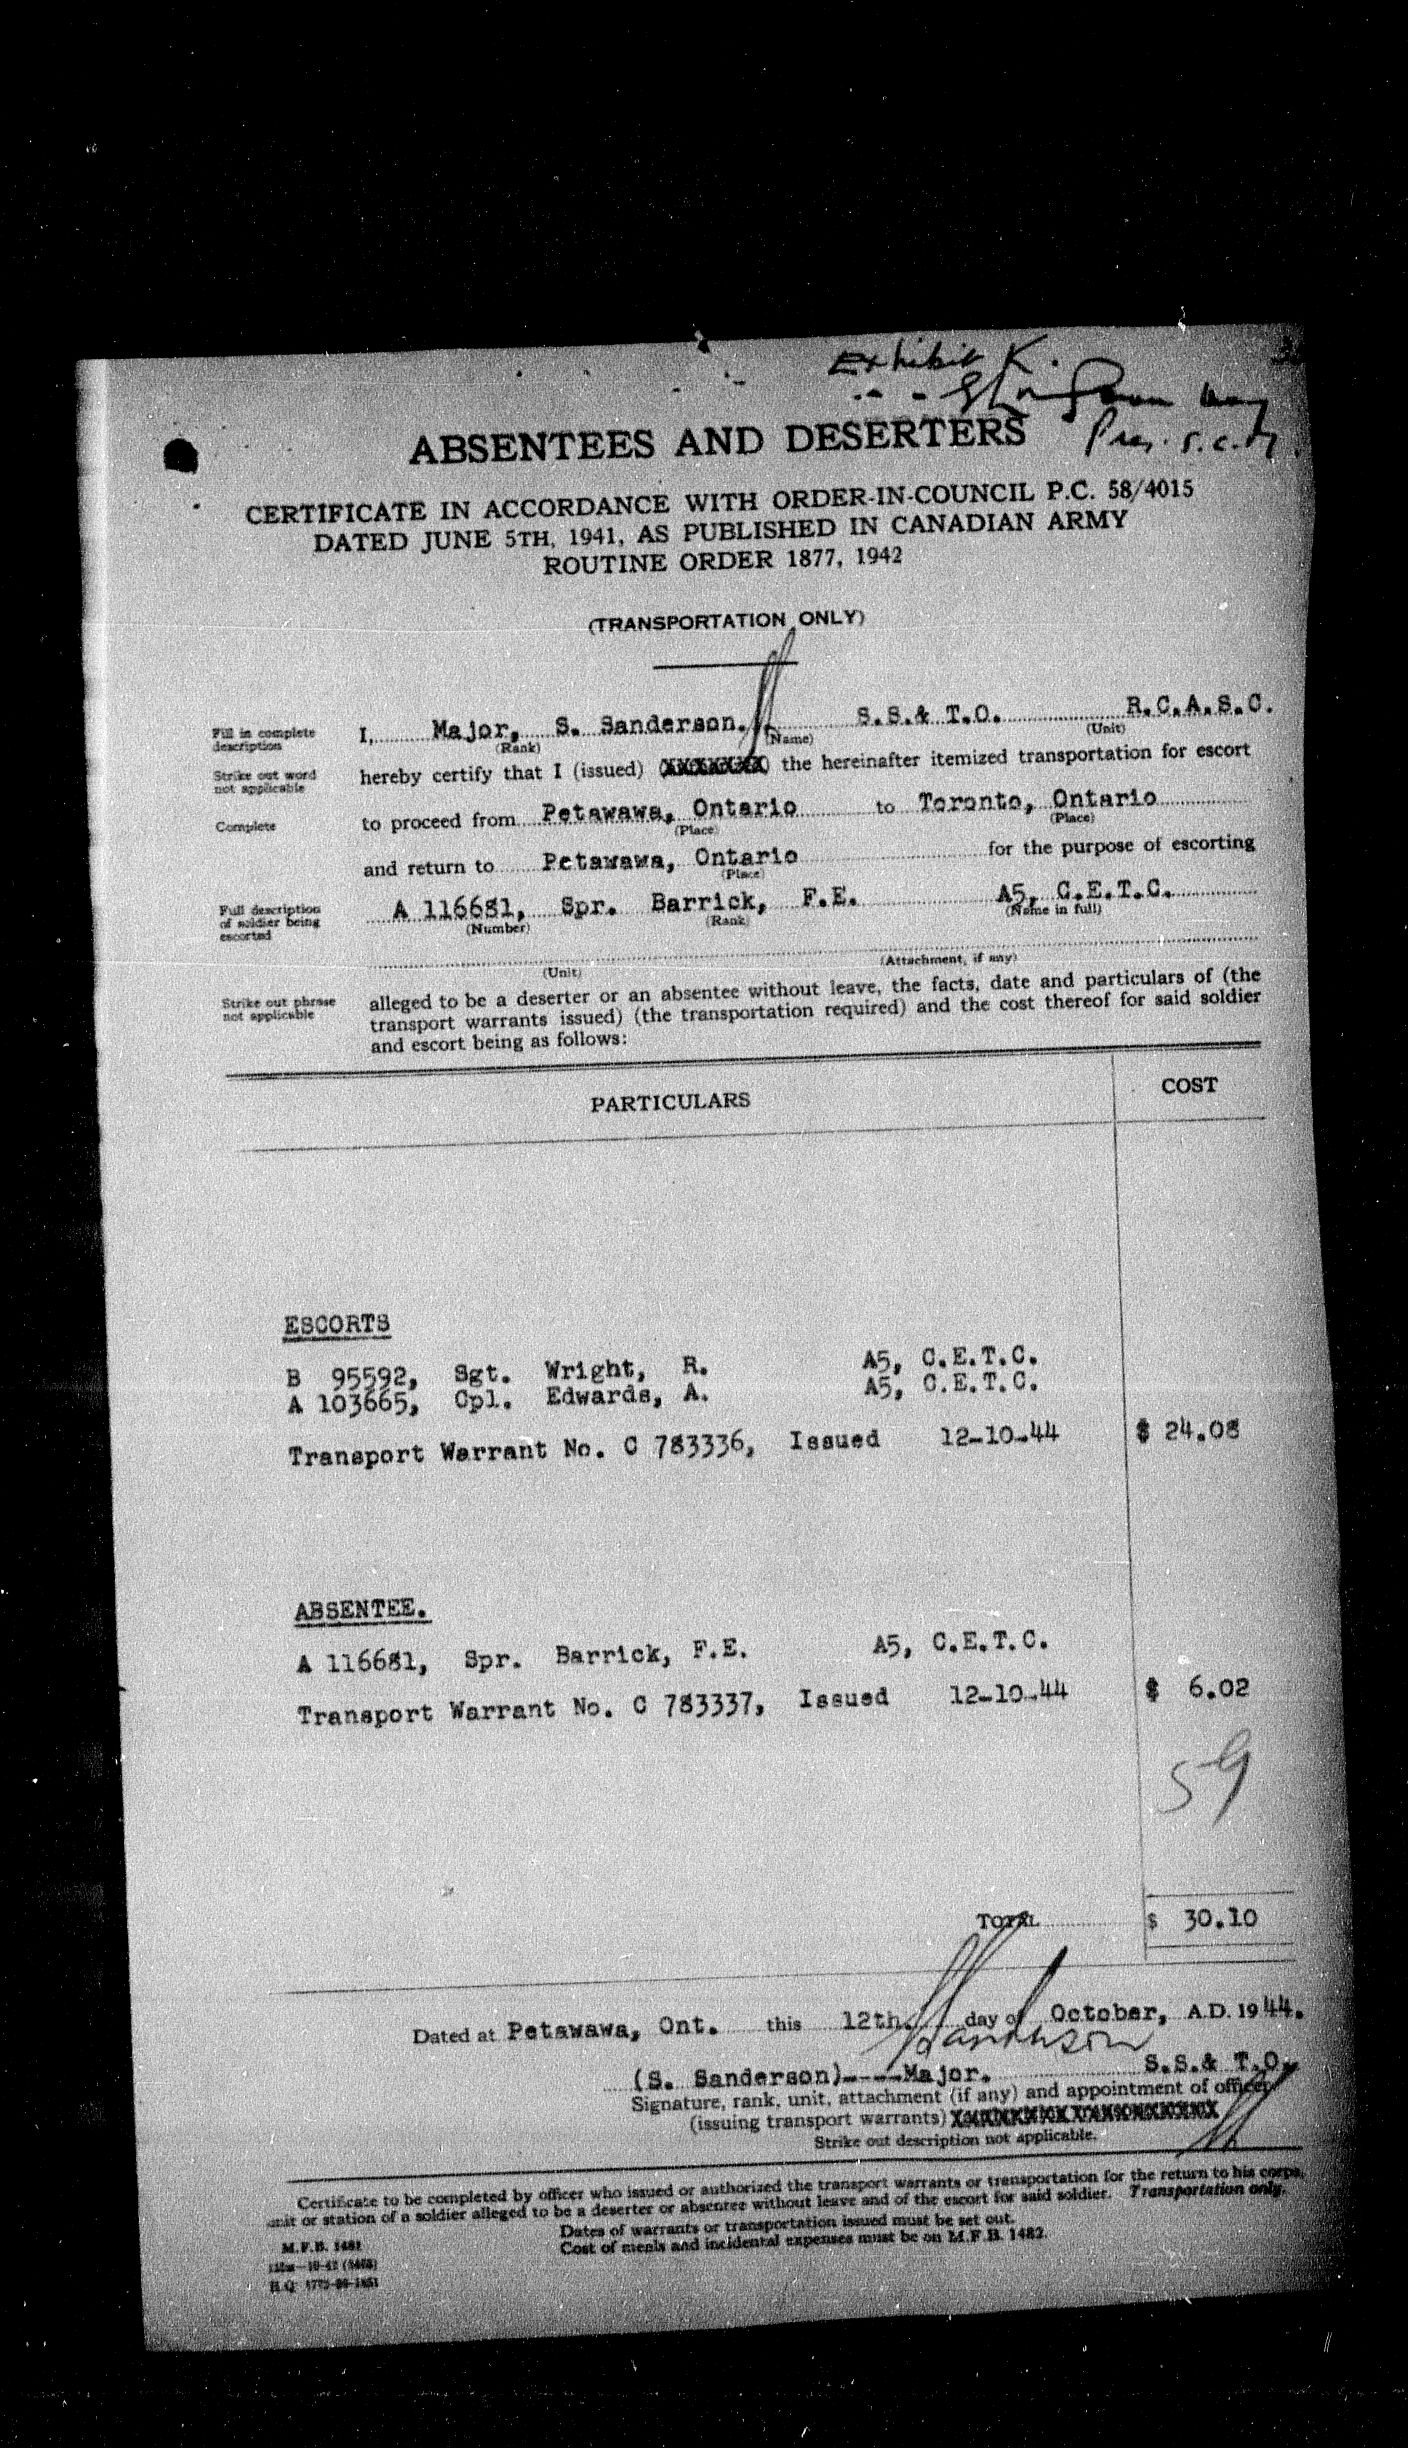 Exhibit K.
ABSENTEES AND DESERTERS
CERTIFICATE IN ACCORDANCE WITH ORDER-IN-COUNCIL P.C. 58/4015
DATED JUNE 5TH, 1941, AS PUBLISHED IN CANADIAN ARMY
ROUTINE ORDER 1877, 1942
(TRANSPORTATION ONLY)
Fill in complete description
I, Major, S. Sanderson. S.S.& T.O. R.C.A.S.C.
(Rank) (Name) (Unit)
Strike out word not applicable
hereby certify that I (issued) (XXXXXXX) the hereinafter itemized transportation for escort
Complete
to proceed from Petawawa, Ontario to Toronto, Ontario
(Place) (Place)
and return to Petawawa, Ontario for the purpose of escorting
(Place)
Full description of soldier being escorted
A 116681, Spr. Barrick, F.E. A5, C.E.T.C.
(Number) (Rank) (Name in full)
(Unit) (Attachment, if any)
Strike out phrase not applicable
alleged to be a deserter or an absentee without leave, the facts, date and particulars of (the
transport warrants issued) (the transportation required) and the cost thereof for said soldier
and escort being as follows:
PARTICULARS COST
ESCORTS
B 95592, Sgt. Wright, R. A5, C.E.T.C.
A 103665, Cpl. Edwards, A. A5, C.E.T.C.
Transport Warrant No. C 783336, Issued 12-10-44 $ 24.08
ABSENTEE.
A 116681, Spr. Barrick, F.E. A5, C.E.T.C.
Transport Warrant No. C 783337, Issued 12-10-44 $ 6.02
59
TOTAL $ 30.10
Dated at Petawawa, Ont. this 12th. day of October, A.D. 1944.
Sanderson
(S. Sanderson)----Major. S.S.& T.O.
Signature, rank, unit, attachment (if any) and appointment of officer
(issuing transport warrants)
Strike out description not applicable.
Certificate to be completed by officer who issued or authorized the transport warrants or transportation for the return to his corps,
unit or station of a soldier alleged to be a deserter or absentee without leave and of the escort for said soldier. Transportation only.
Dates of warrants or transportation issued must be set out.
Cost of meals and incidental expenses must be on M.F.B. 1482.
M.F.B. 1481